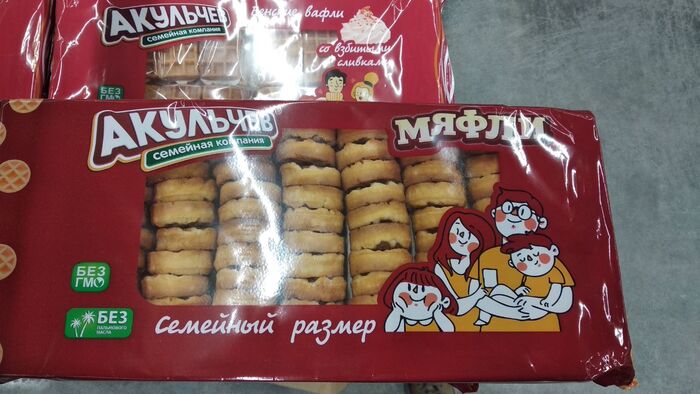 АКУЛЬЧЕВ
семейная компания
Венские вафли
со взбитыми
сливками
БЕЗ
ГМО
АКУЛЬЧЕВ
семейная компания
МЯФЛИ
БЕЗ
ГМО
БЕЗ
ПАЛЬМОВОГО
МАСЛА
Семейный размер